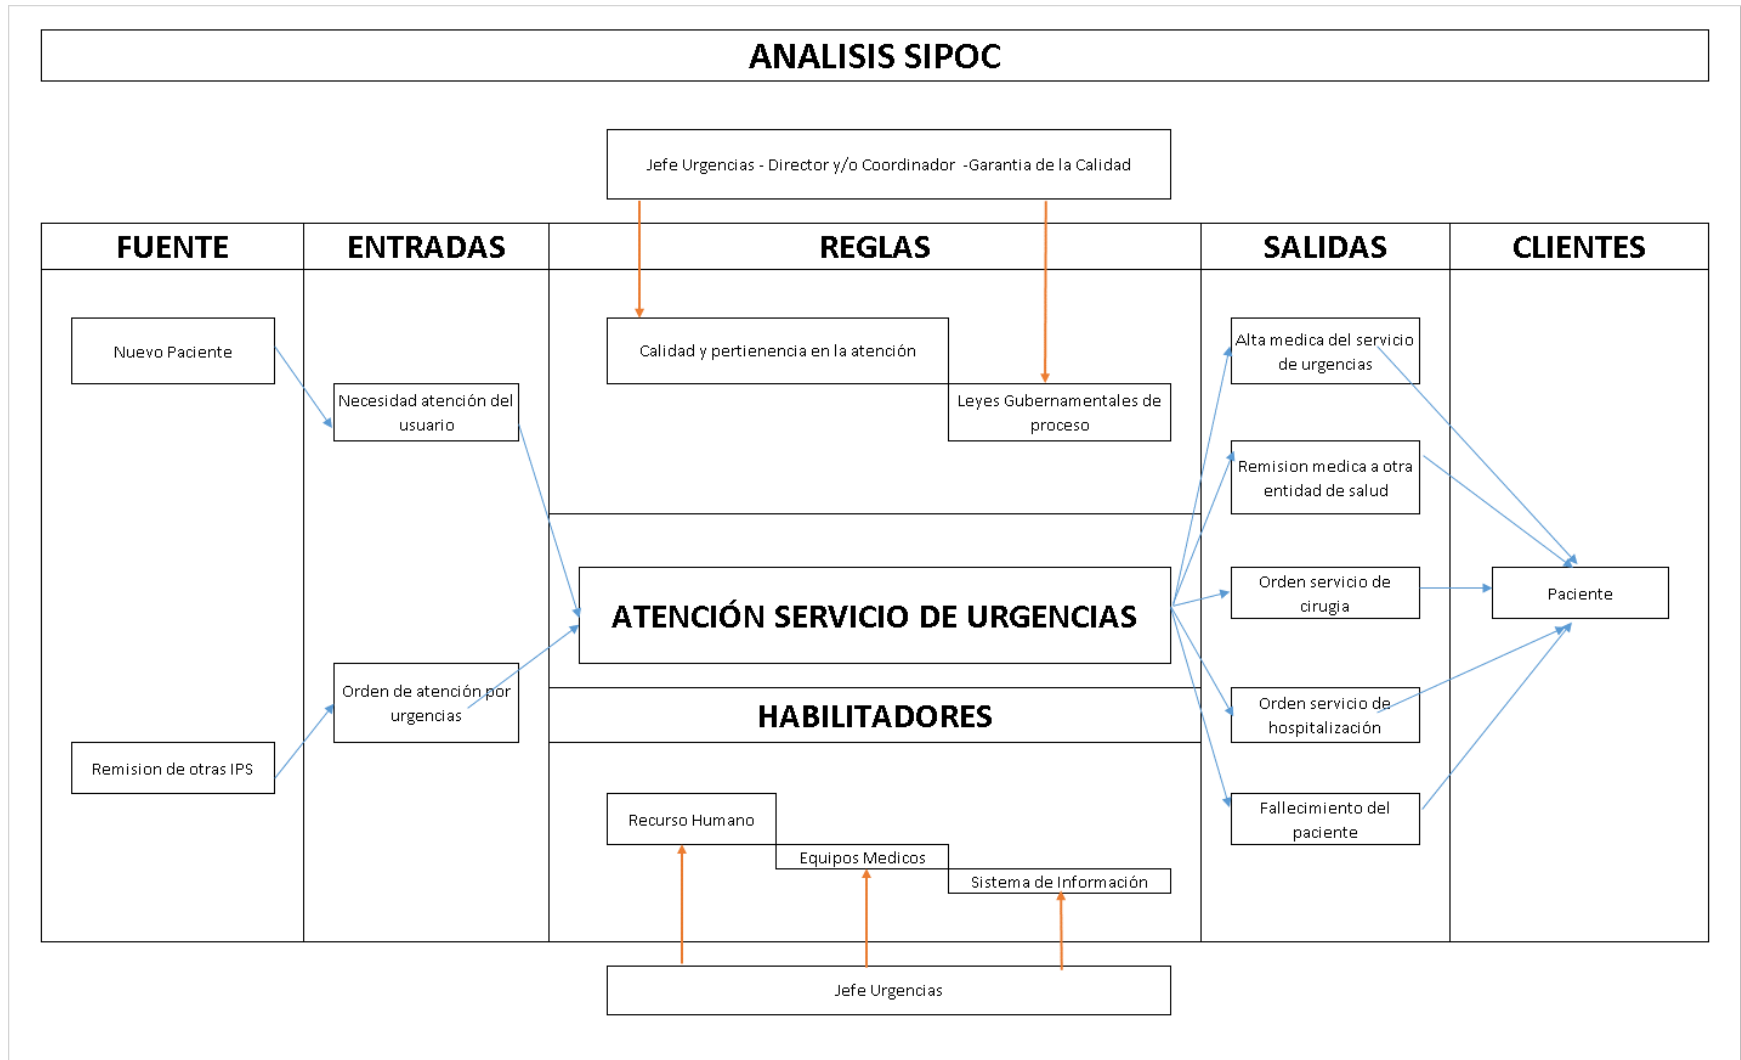 ANALISIS SIPOC
Jefe Urgencias - Director y/o Coordinador -Garantia de la Calidad
FUENTE
ENTRADAS
REGLAS
SALIDAS
CLIENTES
Nuevo Paciente
Necesidad atención del
usuario
Calidad y pertienencia en la atención
Leyes Gubernamentales de
proceso
Alta medica del servicio
de urgencias
Remision medica a otra
entidad de salud
ATENCIÓN SERVICIO DE URGENCIAS
Orden servicio de
cirugia
Paciente
Orden de atención por
urgencias
HABILITADORES
Orden servicio de
hospitalización
Remision de otras IPS
Recurso Humano
Equipos Medicos
Sistema de Información
Fallecimiento del
paciente
Jefe Urgencias